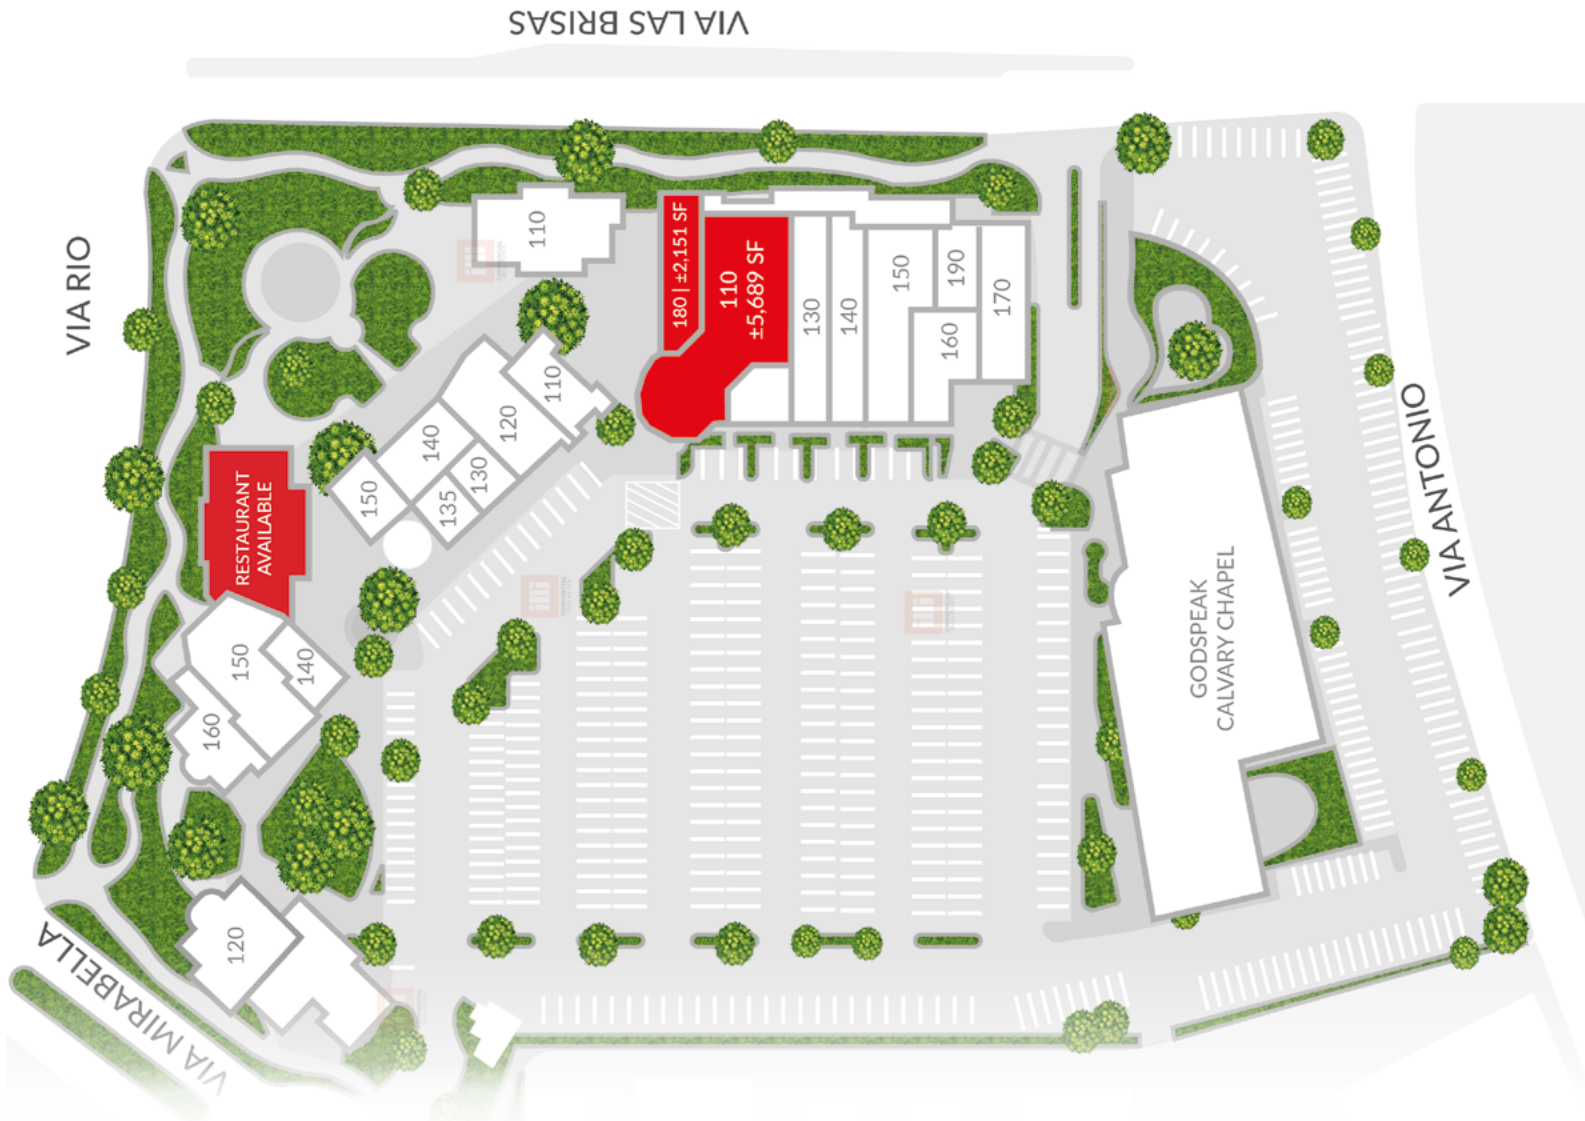 VIA LAS BRISAS
VIA RIO
110
180 | ±2,151 SF
110
±5,689 SF
130
140
150
190
160
170
110
120
140
130
135
150
RESTAURANT
AVAILABLE
150
140
160
120
VIA MIRABELLA
GODSPEAK
CALVARY CHAPEL
VIA ANTONIO